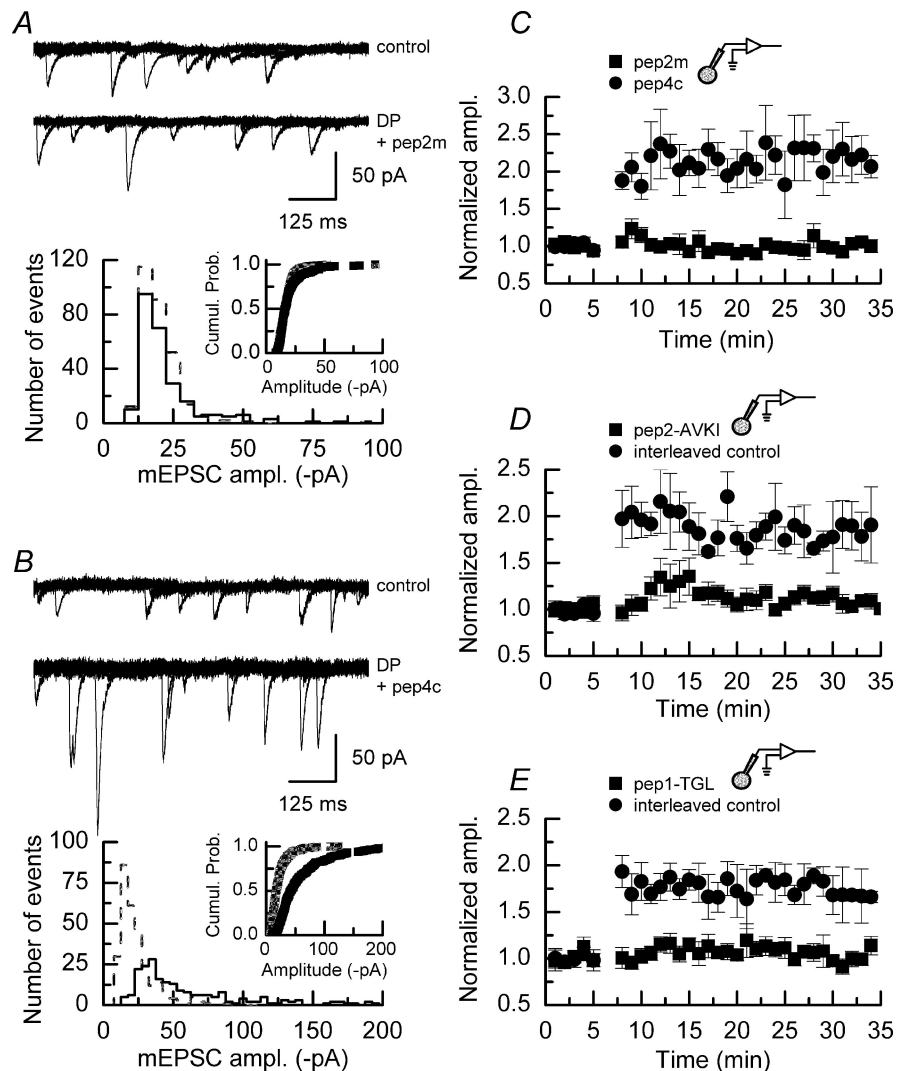 A
control
DP
+ pep2m
50 pA
125 ms
120
80
40
0
Number of events
0 25 50 75 100
mEPSC ampl. (-pA)
1.0
0.5
0.0
Cumul. Prob.
0 50 100
Amplitude (-pA)
B
control
DP
+ pep4c
50 pA
125 ms
100
75
50
25
0
Number of events
0 50 100 150 200
mEPSC ampl. (-pA)
1.0
0.5
0.0
Cumul. Prob.
0 100 200
Amplitude (-pA)
C
pep2m
pep4c
3.0
2.5
2.0
1.5
1.0
0.5
Normalized ampl.
0 5 10 15 20 25 30 35
Time (min)
D
pep2-AVKI
interleaved control
2.5
2.0
1.5
1.0
0.5
Normalized ampl.
0 5 10 15 20 25 30 35
Time (min)
E
pep1-TGL
interleaved control
2.5
2.0
1.5
1.0
0.5
Normalized ampl.
0 5 10 15 20 25 30 35
Time (min)